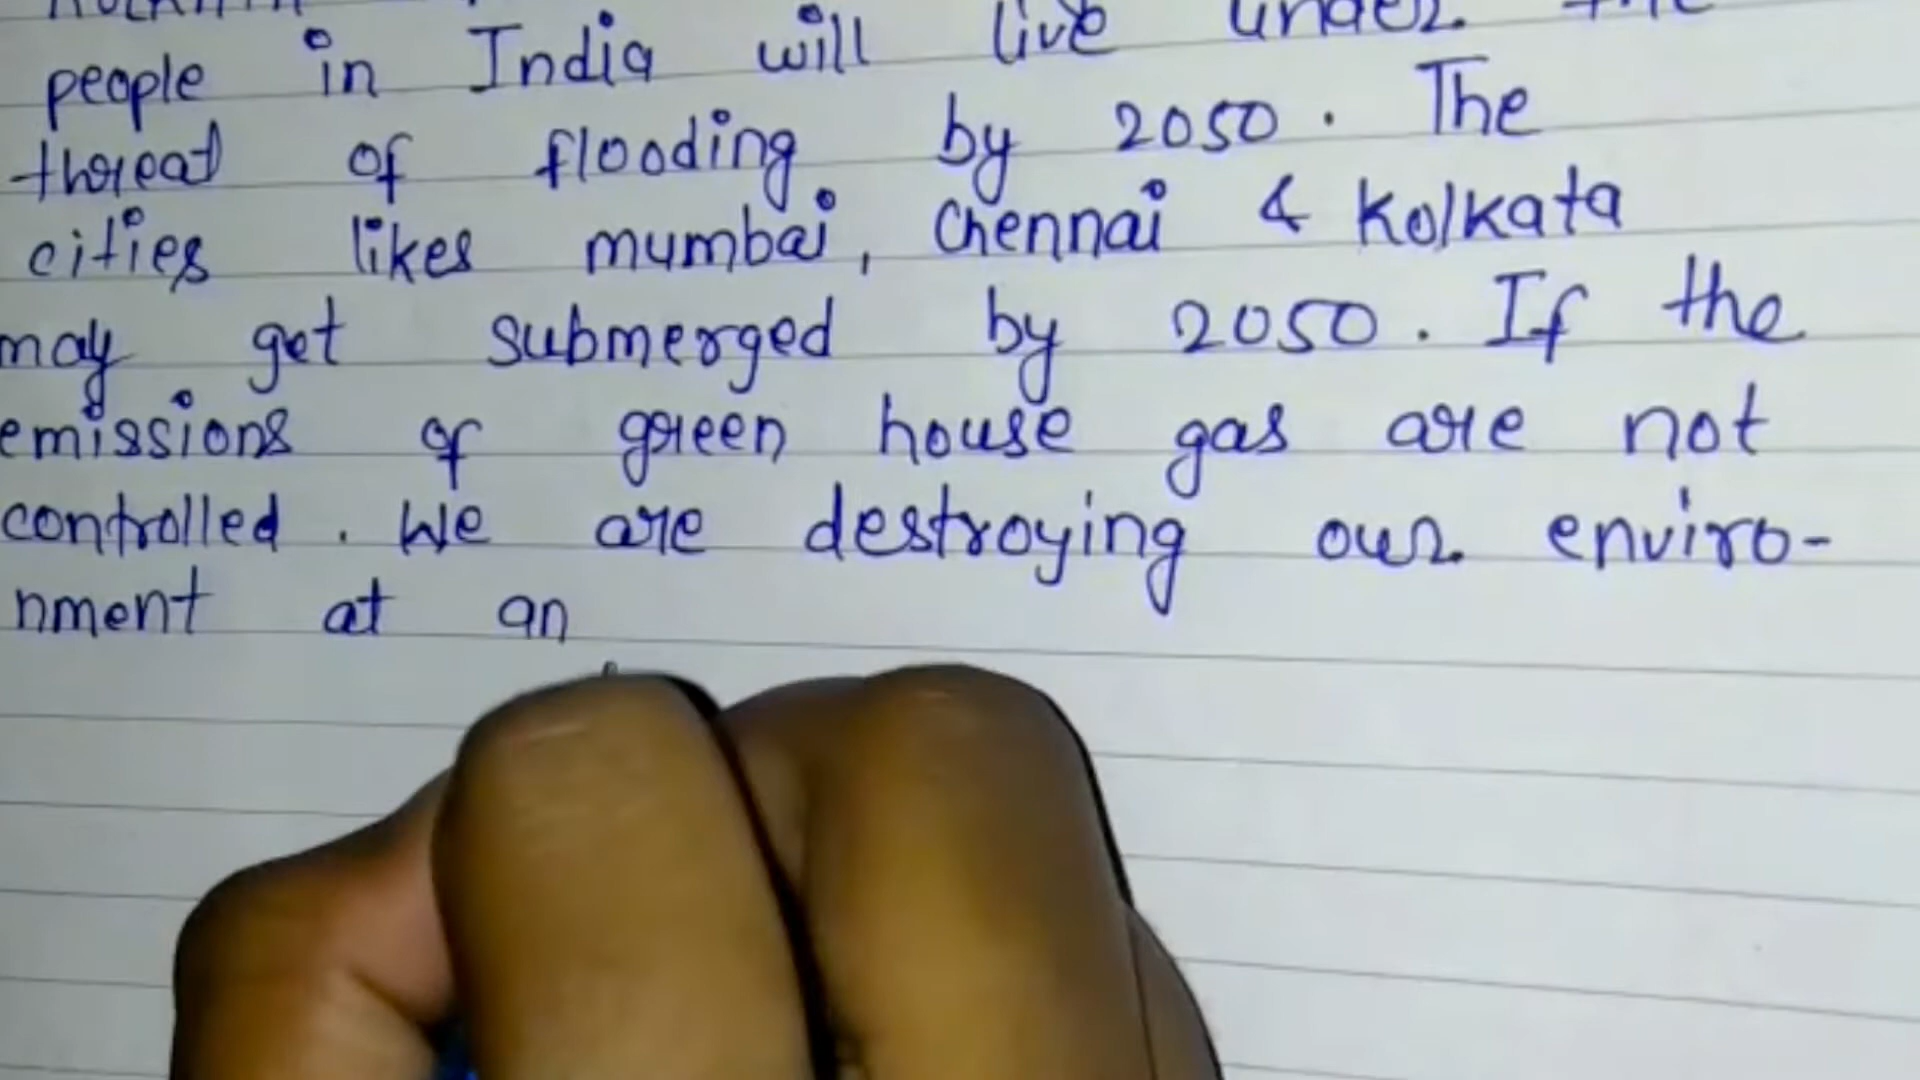 people in India will live under the
threat of flooding by 2050. The
cities likes mumbai, Chennai & Kolkata
may get submerged by 2050. If the
emissions of green house gas are not
controlled. We are destroying our enviro-
nment at an